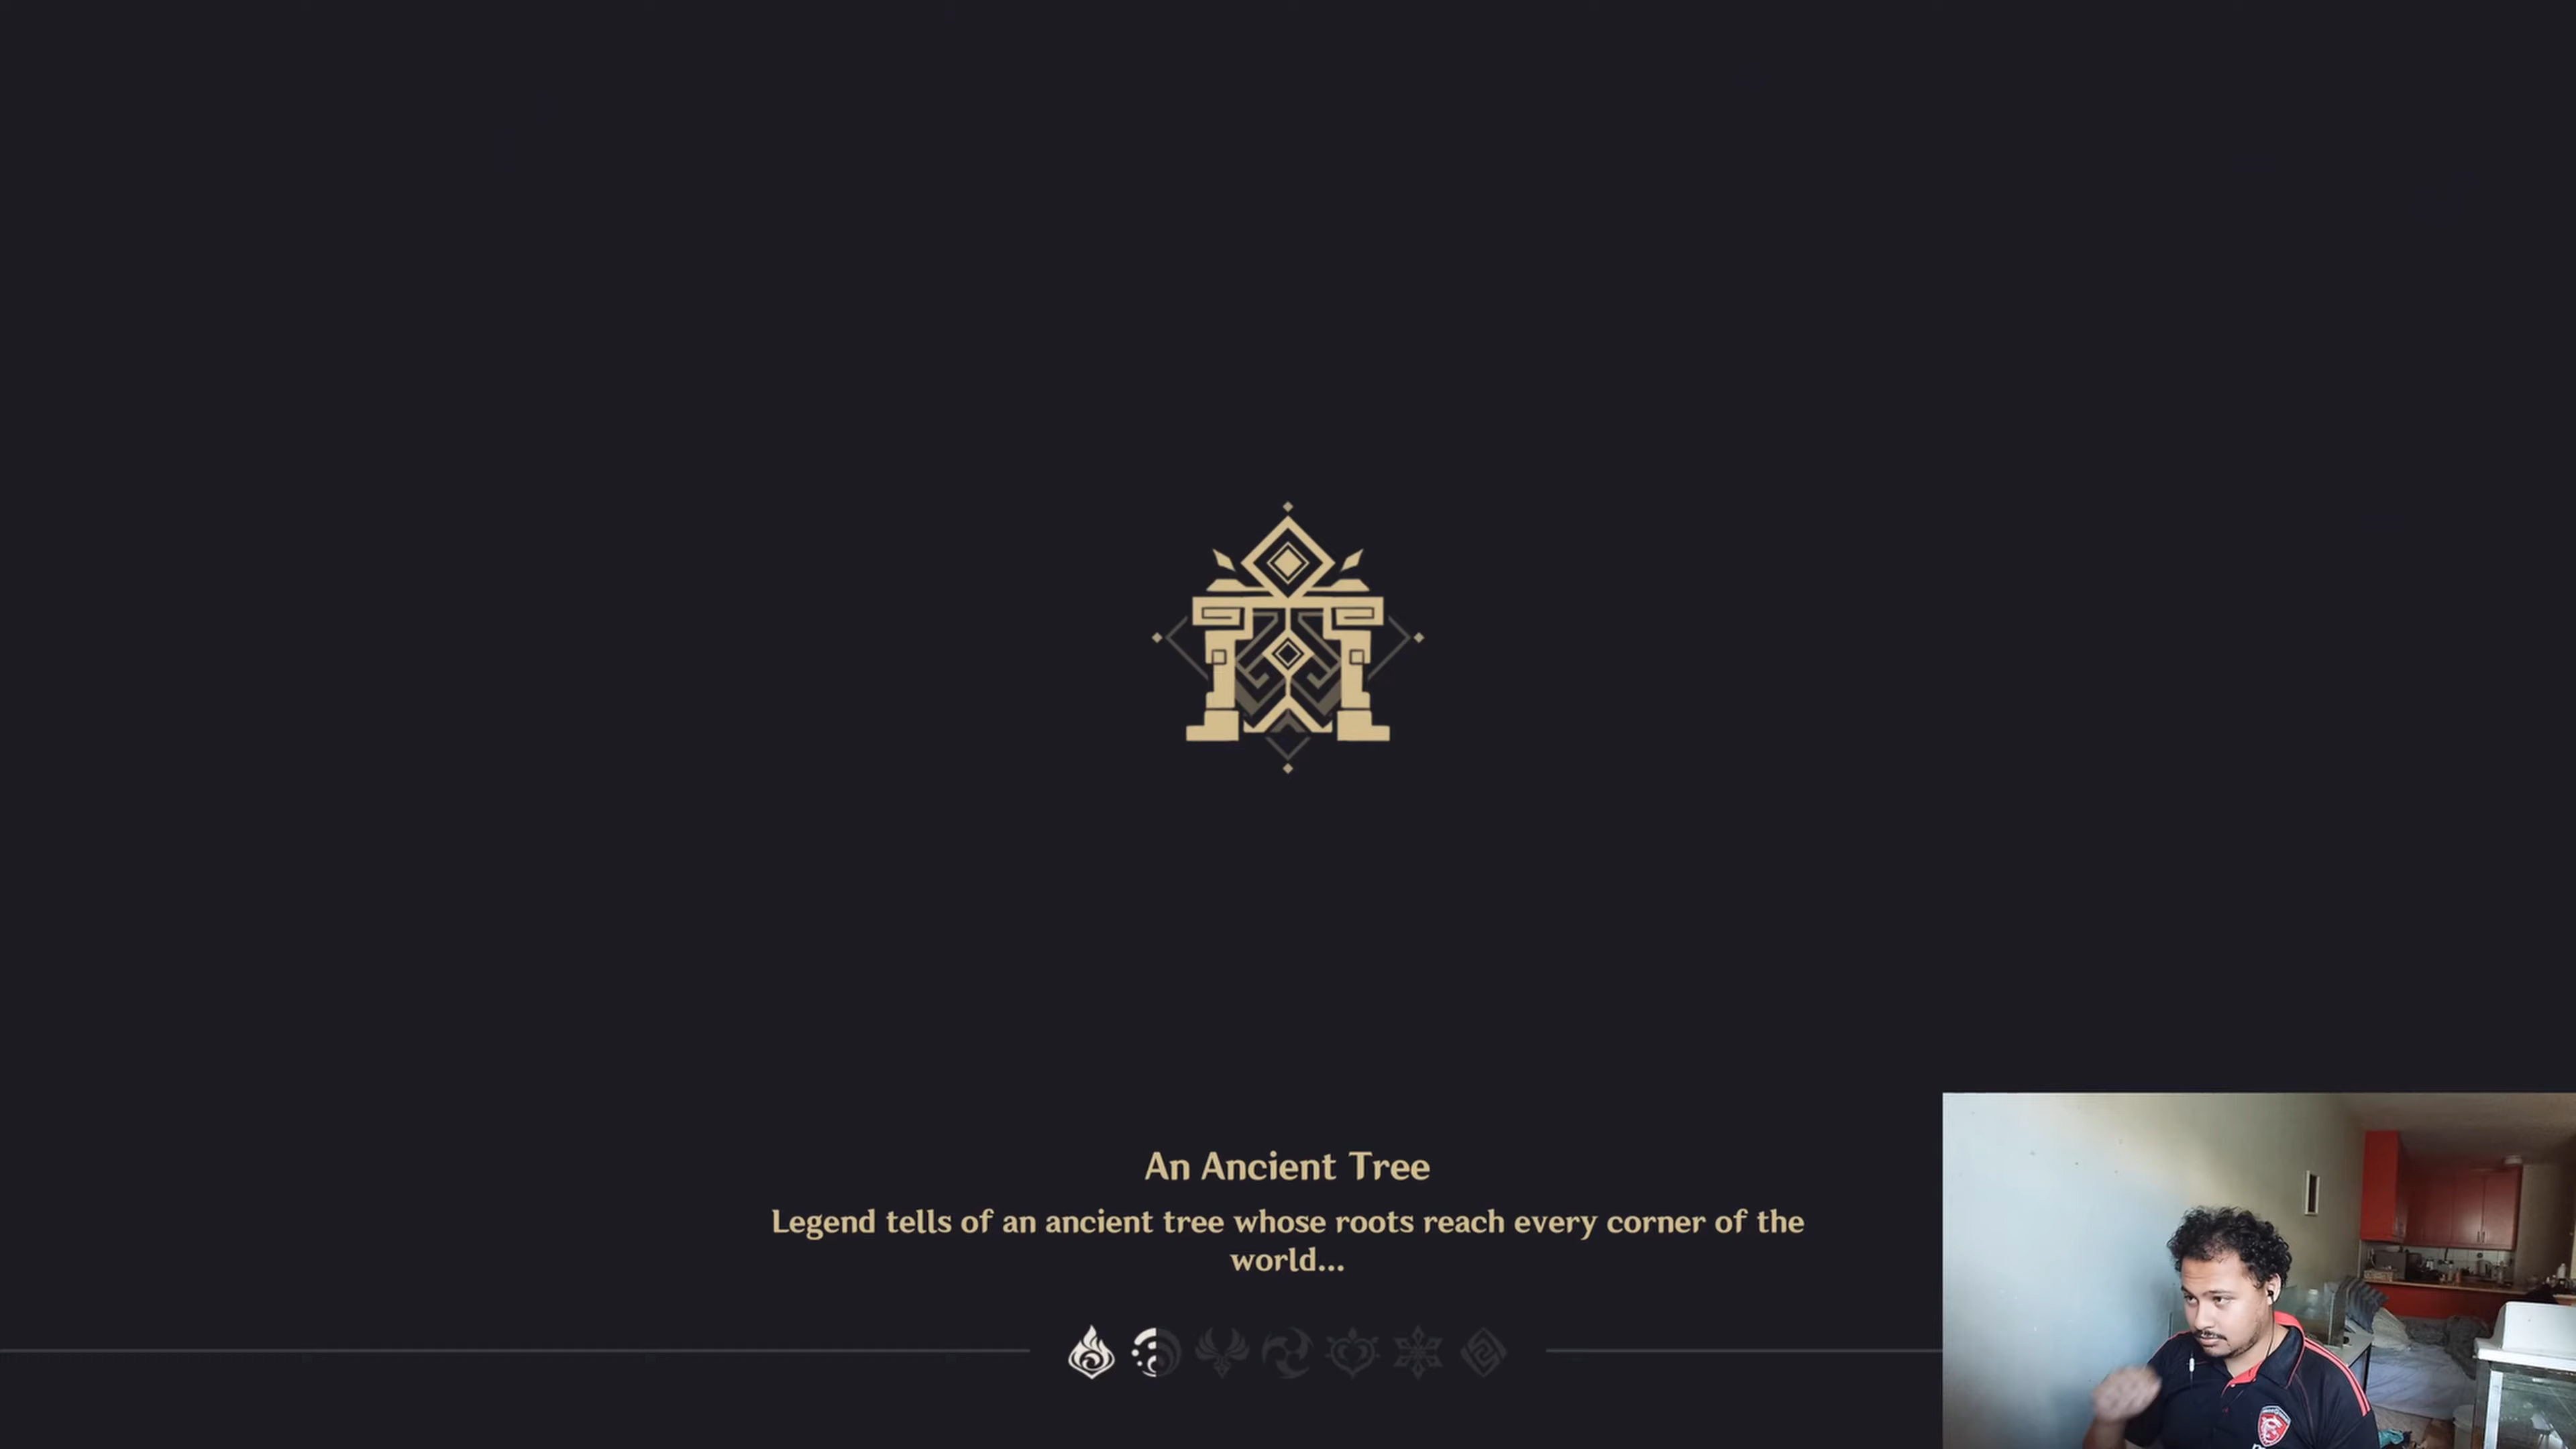 An Ancient Tree
Legend tells of an ancient tree whose roots reach every corner of the
world...